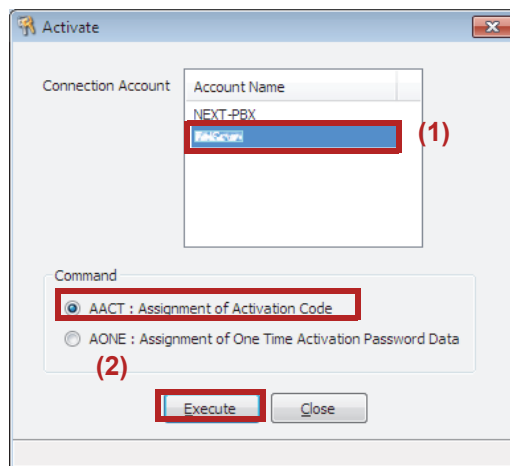 Activate
Connection Account
Account Name
NEXT-PBX
(1)
Command
AACT : Assignment of Activation Code
AONE : Assignment of One Time Activation Password Data
(2)
Execute
Close